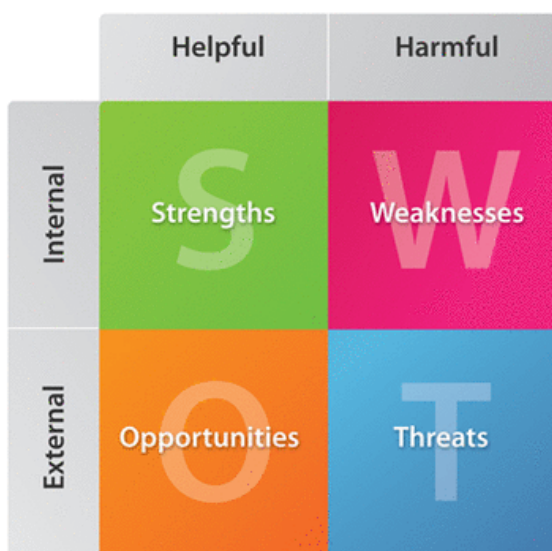 Helpful Harmful
Internal
S
Strengths
W
Weaknesses
External
O
Opportunities
T
Threats